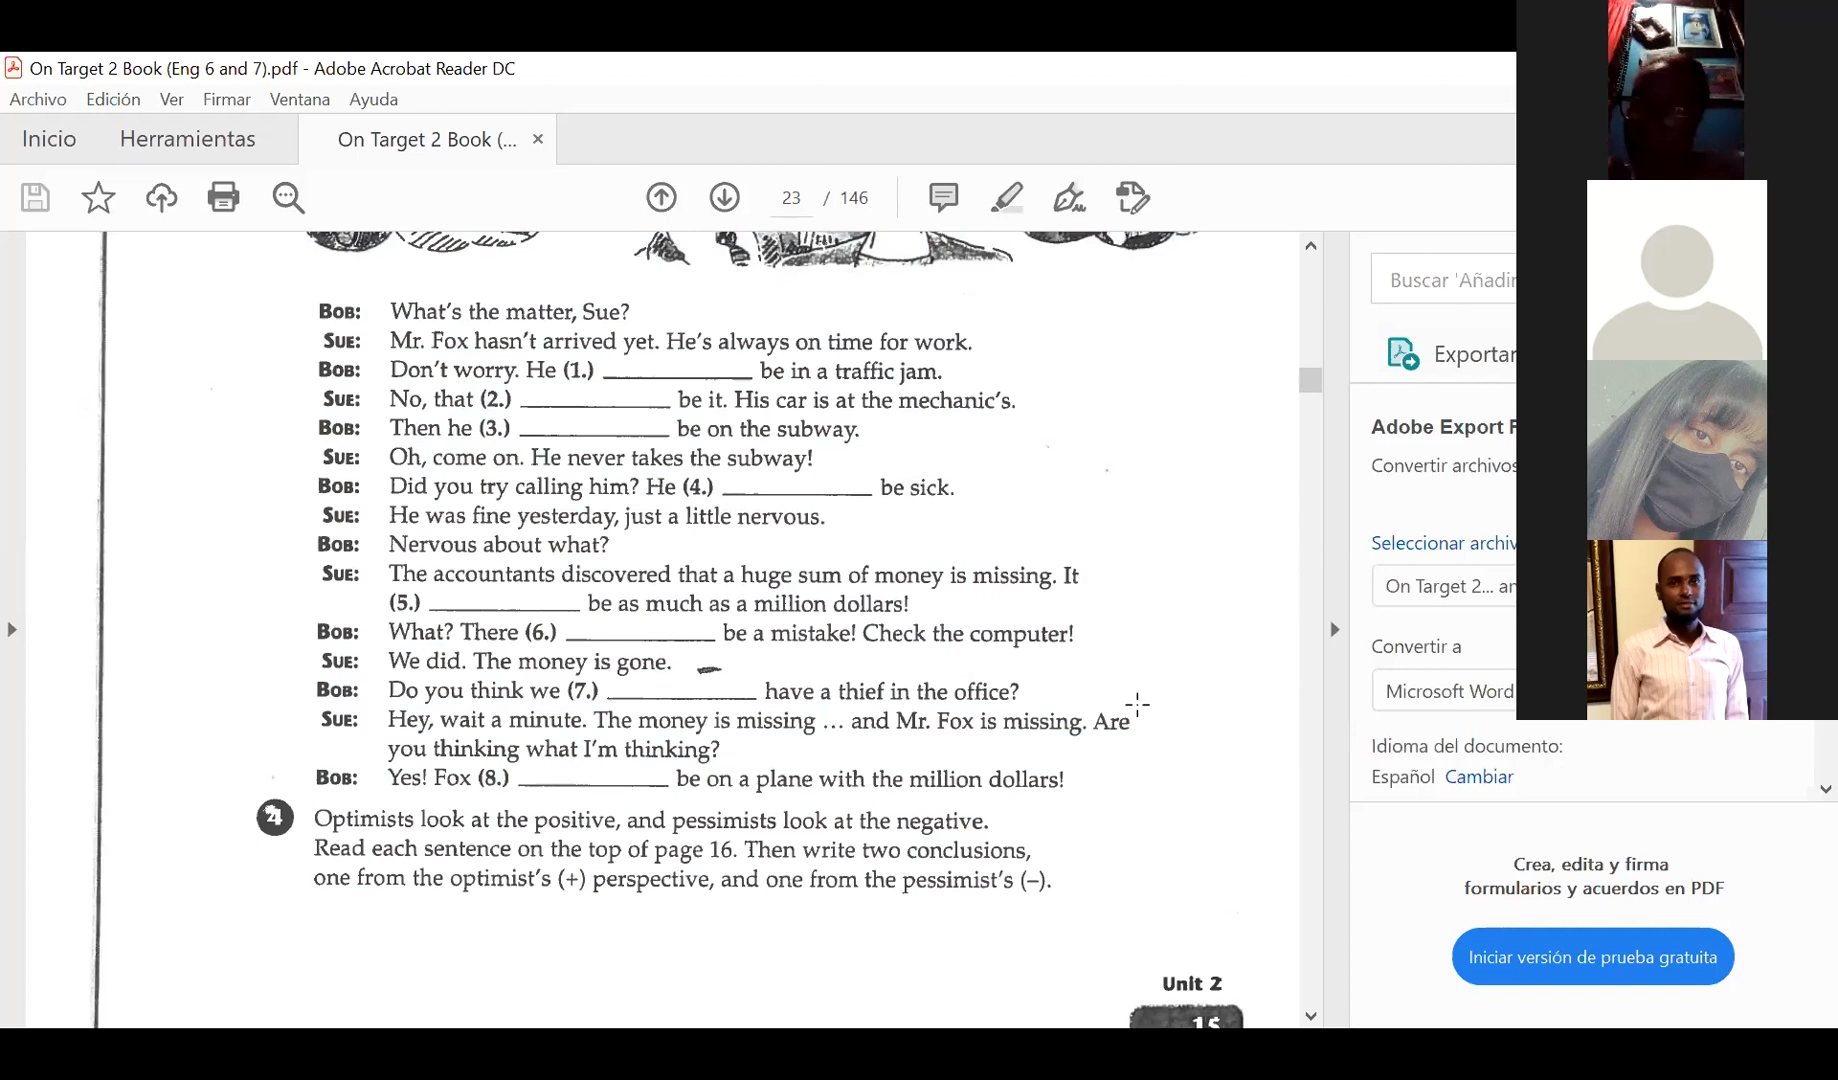 On Target 2 Book (Eng 6 and 7).pdf - Adobe Acrobat Reader DC
Archivo Edición Ver Firmar Ventana Ayuda
Inicio Herramientas On Target 2 Book (... ×
23 / 146
BOB: What's the matter, Sue?
SUE: Mr. Fox hasn't arrived yet. He's always on time for work.
BOB: Don't worry. He (1.) ____________ be in a traffic jam.
SUE: No, that (2.) ____________ be it. His car is at the mechanic's.
BOB: Then he (3.) ____________ be on the subway.
SUE: Oh, come on. He never takes the subway!
BOB: Did you try calling him? He (4.) ____________ be sick.
SUE: He was fine yesterday, just a little nervous.
BOB: Nervous about what?
SUE: The accountants discovered that a huge sum of money is missing. It
(5.) ____________ be as much as a million dollars!
BOB: What? There (6.) ____________ be a mistake! Check the computer!
SUE: We did. The money is gone.
BOB: Do you think we (7.) ____________ have a thief in the office?
SUE: Hey, wait a minute. The money is missing ... and Mr. Fox is missing. Are
you thinking what I'm thinking?
BOB: Yes! Fox (8.) ____________ be on a plane with the million dollars!
4 Optimists look at the positive, and pessimists look at the negative.
Read each sentence on the top of page 16. Then write two conclusions,
one from the optimist's (+) perspective, and one from the pessimist's (–).
Unit 2
15
Buscar 'Añadir
Exportar
Adobe Export P
Convertir archivos
Seleccionar archiv
On Target 2... an
Convertir a
Microsoft Word
Idioma del documento:
Español Cambiar
Crea, edita y firma
formularios y acuerdos en PDF
Iniciar versión de prueba gratuita